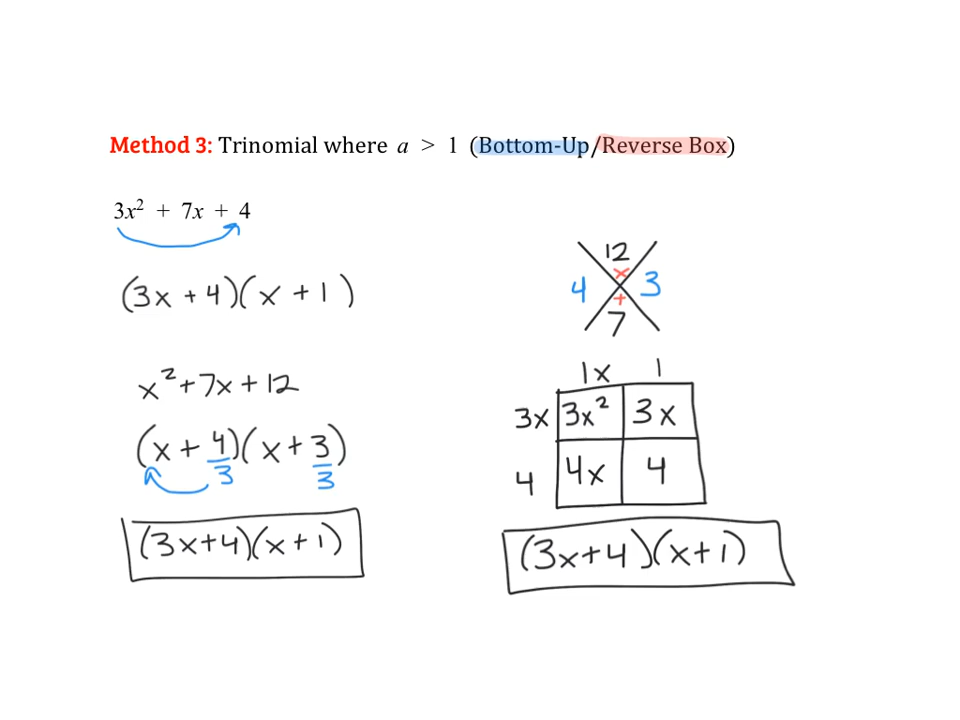 Method 3: Trinomial where a > 1 (Bottom-Up/Reverse Box)
3x² + 7x + 4
(3x + 4)(x + 1)
x² + 7x + 12
(x + 4/3)(x + 3/3)
(3x+4)(x+1)
12
×
4 3
+
7
1x 1
3x 3x² 3x
4 4x 4
(3x+4)(x+1)